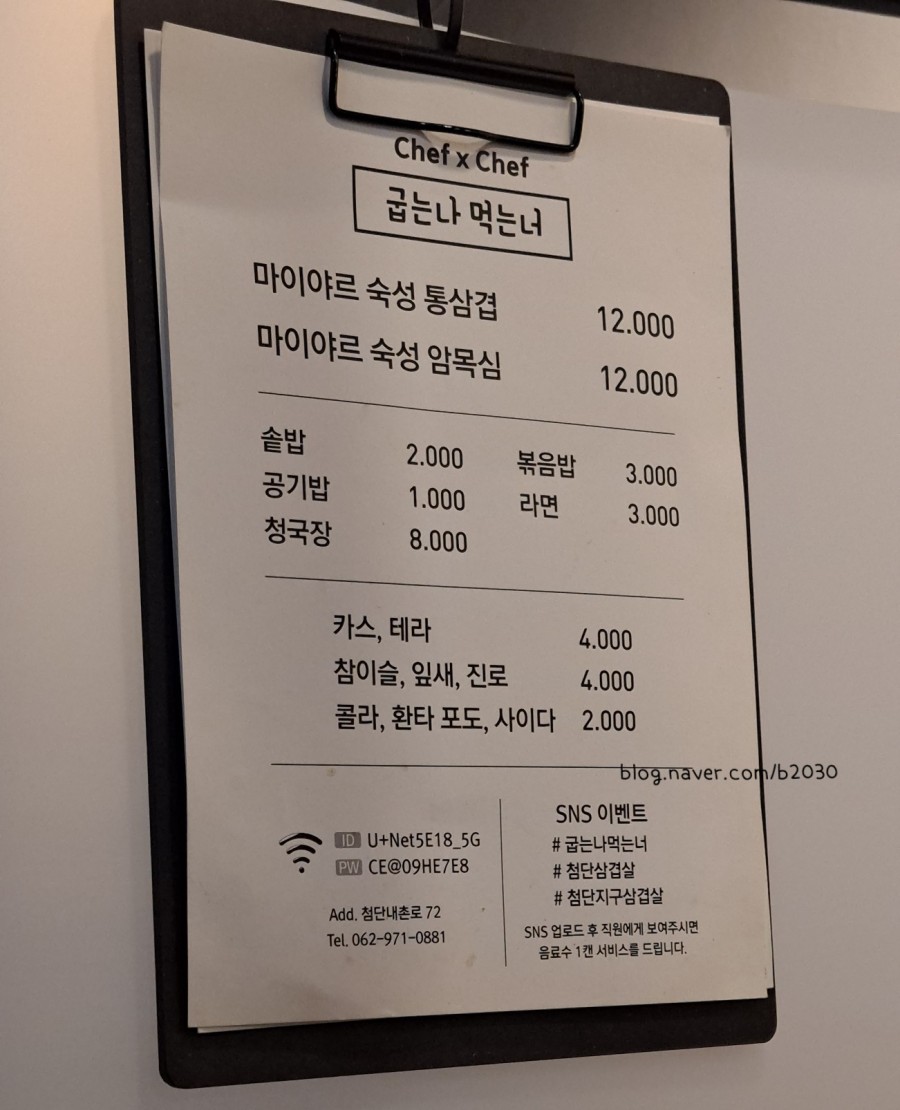 Chef x Chef
굽는나 먹는너
마이야르 숙성 통삼겹 12.000
마이야르 숙성 암목심 12.000
솥밥 2.000 볶음밥 3.000
공기밥 1.000 라면 3.000
청국장 8.000
카스, 테라 4.000
참이슬, 잎새, 진로 4.000
콜라, 환타 포도, 사이다 2.000
blog.naver.com/b2030
ID U+Net5E18_5G
PW CE@09HE7E8
Add. 첨단내촌로 72
Tel. 062-971-0881
SNS 이벤트
# 굽는나먹는너
# 첨단삼겹살
# 첨단지구삼겹살
SNS 업로드 후 직원에게 보여주시면
음료수 1캔 서비스를 드립니다.